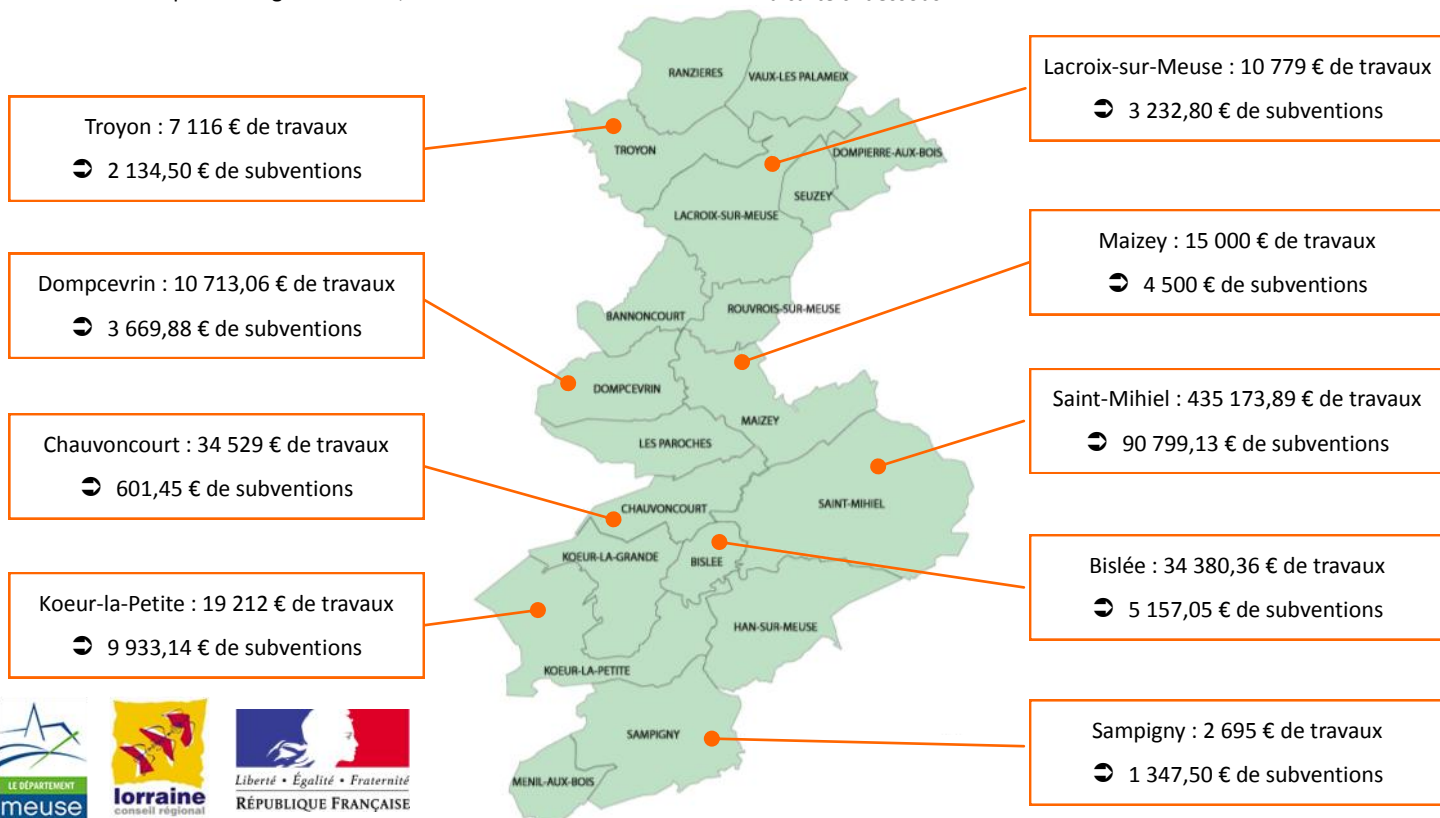 Troyon : 7 116 € de travaux
➲ 2 134,50 € de subventions
Dompcevrin : 10 713,06 € de travaux
➲ 3 669,88 € de subventions
Chauvoncourt : 34 529 € de travaux
➲ 601,45 € de subventions
Koeur-la-Petite : 19 212 € de travaux
➲ 9 933,14 € de subventions
RANZIERES
VAUX-LES PALAMEIX
TROYON
DOMPIERRE-AUX-BOIS
SEUZEY
LACROIX-SUR-MEUSE
BANNONCOURT
ROUVROIS-SUR-MEUSE
DOMPCEVRIN
MAIZEY
LES PAROCHES
SAINT-MIHIEL
CHAUVONCOURT
KOEUR-LA-GRANDE
BISLEE
HAN-SUR-MEUSE
KOEUR-LA-PETITE
SAMPIGNY
MENIL-AUX-BOIS
Lacroix-sur-Meuse : 10 779 € de travaux
➲ 3 232,80 € de subventions
Maizey : 15 000 € de travaux
➲ 4 500 € de subventions
Saint-Mihiel : 435 173,89 € de travaux
➲ 90 799,13 € de subventions
Bislée : 34 380,36 € de travaux
➲ 5 157,05 € de subventions
Sampigny : 2 695 € de travaux
➲ 1 347,50 € de subventions
LE DÉPARTEMENT
meuse
lorraine
conseil régional
Liberté • Égalité • Fraternité
RÉPUBLIQUE FRANÇAISE